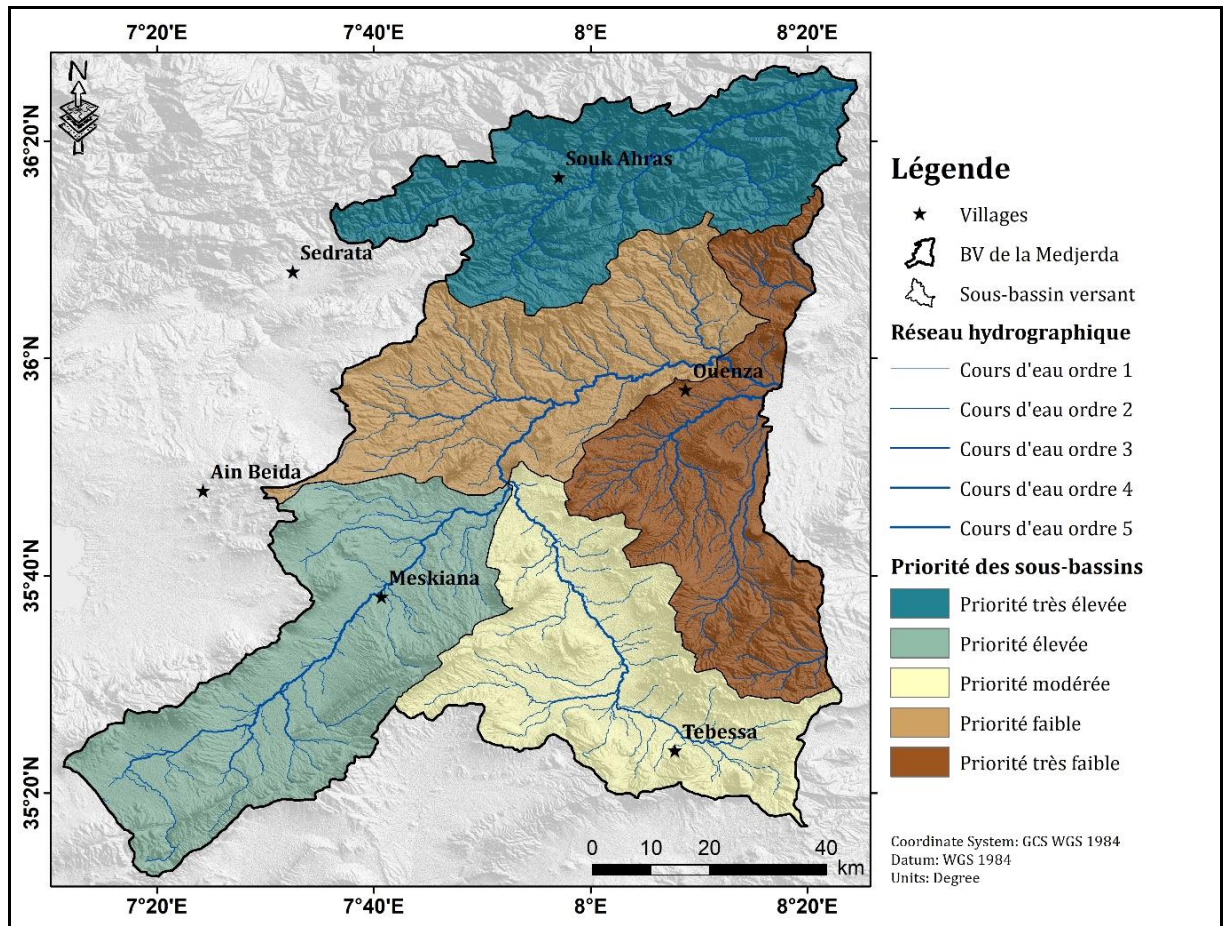 7°20'E 7°40'E 8°E 8°20'E
N
36°20'N
36°N
35°40'N
35°20'N
Souk Ahras
Sedrata
Ouenza
Ain Beida
Meskiana
Tebessa
0 10 20 40
km
7°20'E 7°40'E 8°E 8°20'E
Légende
Villages
BV de la Medjerda
Sous-bassin versant
Réseau hydrographique
Cours d'eau ordre 1
Cours d'eau ordre 2
Cours d'eau ordre 3
Cours d'eau ordre 4
Cours d'eau ordre 5
Priorité des sous-bassins
Priorité très élevée
Priorité élevée
Priorité modérée
Priorité faible
Priorité très faible
Coordinate System: GCS WGS 1984
Datum: WGS 1984
Units: Degree